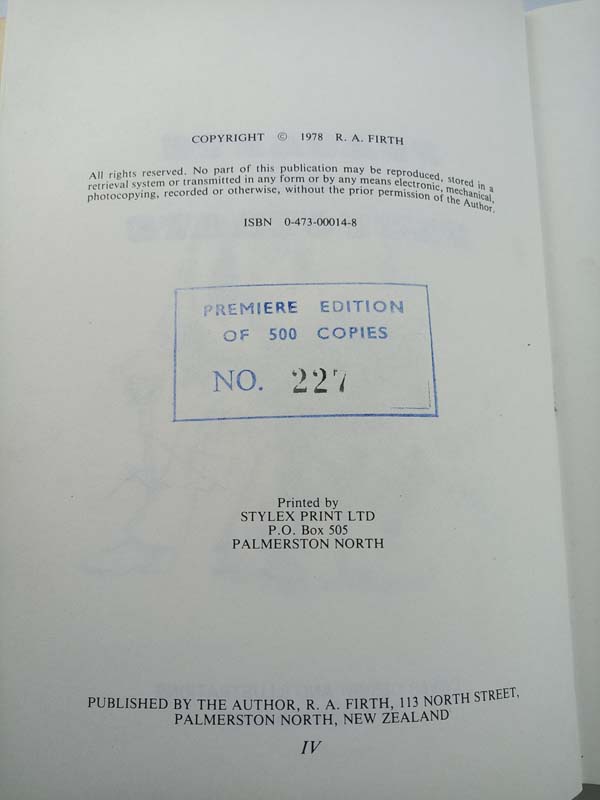 COPYRIGHT © 1978 R. A. FIRTH
All rights reserved. No part of this publication may be reproduced, stored in a
retrieval system or transmitted in any form or by any means electronic, mechanical,
photocopying, recorded or otherwise, without the prior permission of the Author.
ISBN 0-473-00014-8
PREMIERE EDITION
OF 500 COPIES
NO. 227
Printed by
STYLEX PRINT LTD
P.O. Box 505
PALMERSTON NORTH
PUBLISHED BY THE AUTHOR, R. A. FIRTH, 113 NORTH STREET,
PALMERSTON NORTH, NEW ZEALAND
IV